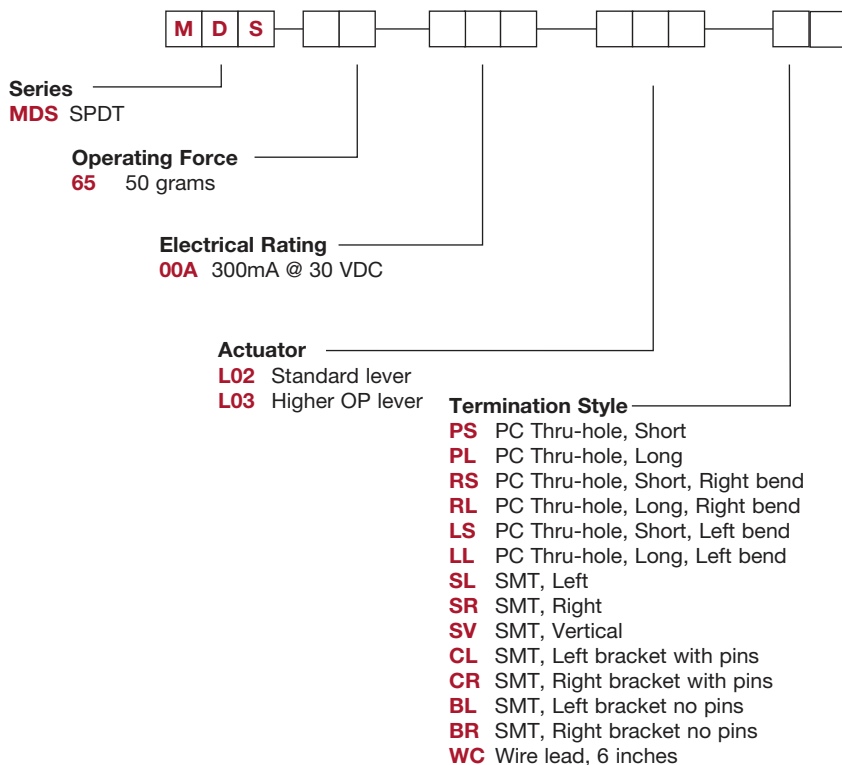 M D S
Series
MDS SPDT
Operating Force
65 50 grams
Electrical Rating
00A 300mA @ 30 VDC
Actuator
L02 Standard lever
L03 Higher OP lever
Termination Style
PS PC Thru-hole, Short
PL PC Thru-hole, Long
RS PC Thru-hole, Short, Right bend
RL PC Thru-hole, Long, Right bend
LS PC Thru-hole, Short, Left bend
LL PC Thru-hole, Long, Left bend
SL SMT, Left
SR SMT, Right
SV SMT, Vertical
CL SMT, Left bracket with pins
CR SMT, Right bracket with pins
BL SMT, Left bracket no pins
BR SMT, Right bracket no pins
WC Wire lead, 6 inches